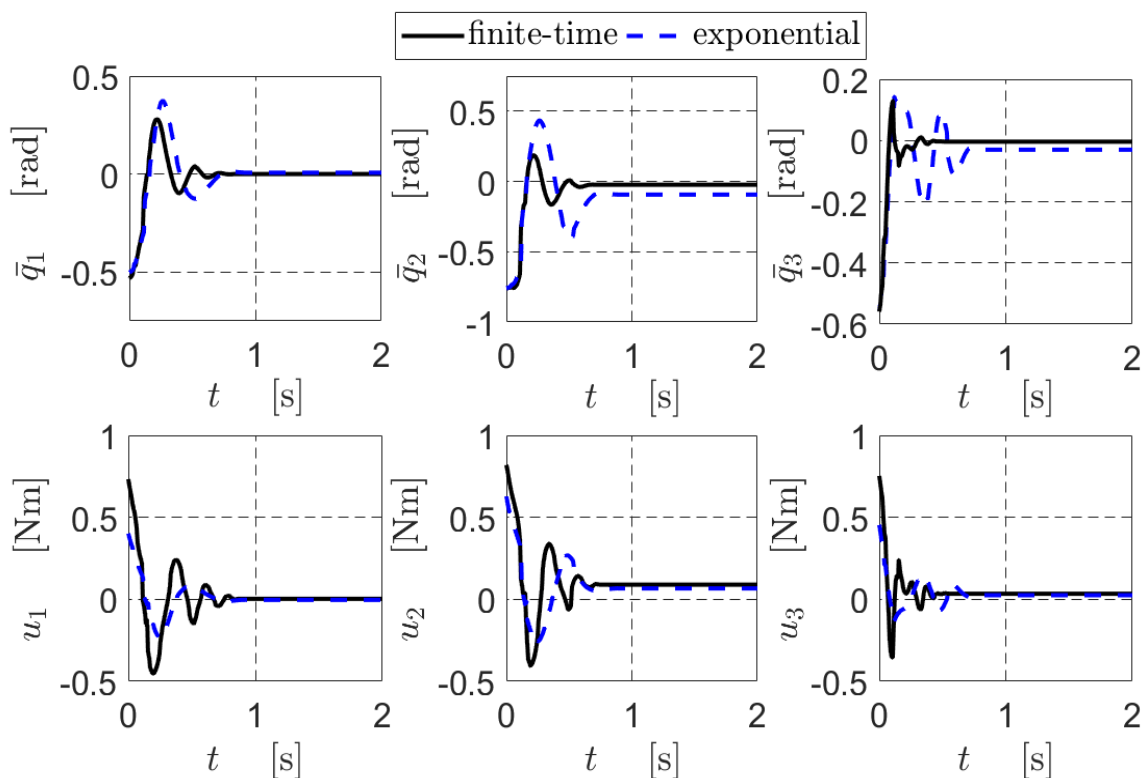 finite-time exponential
0.5
0
-0.5
q̄₁ [rad]
0 1 2
t [s]
0.5
0
-0.5
-1
q̄₂ [rad]
0 1 2
t [s]
0.2
0
-0.2
-0.4
-0.6
q̄₃ [rad]
0 1 2
t [s]
1
0.5
0
-0.5
u₁ [Nm]
0 1 2
t [s]
1
0.5
0
-0.5
u₂ [Nm]
0 1 2
t [s]
1
0.5
0
-0.5
u₃ [Nm]
0 1 2
t [s]